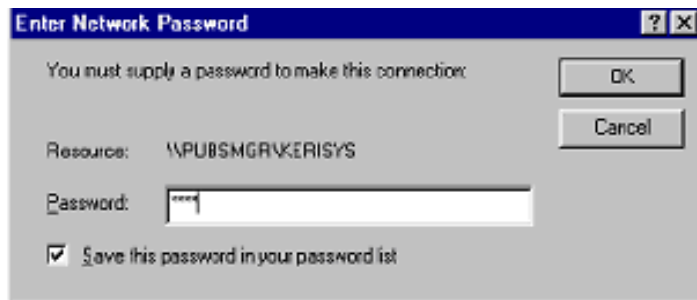 Enter Network Password
? ×
You must supply a password to make this connection:
OK
Cancel
Resource: \\PUBSMGR\KERISYS
Password: ****
Save this password in your password list